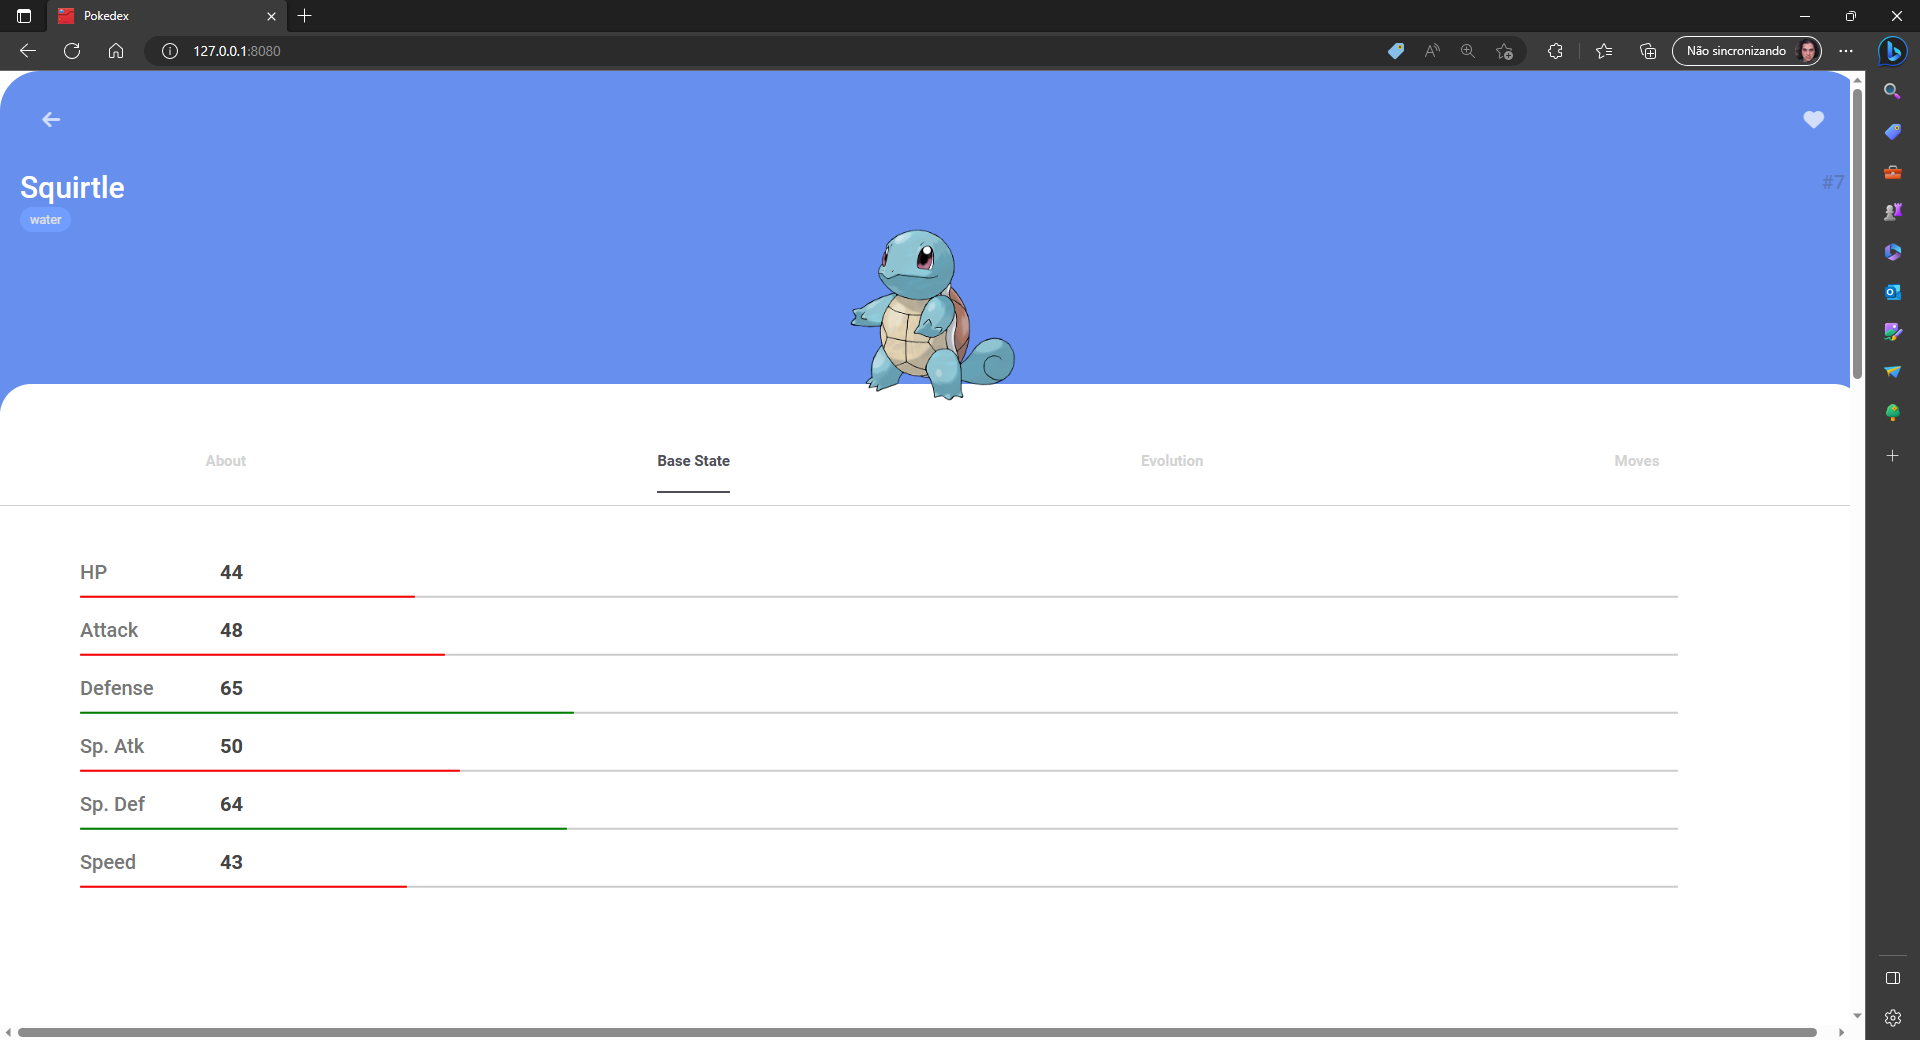 Pokedex
127.0.0.1:8080
Não sincronizando
Squirtle
#7
water
About
Base State
Evolution
Moves
HP 44
Attack 48
Defense 65
Sp. Atk 50
Sp. Def 64
Speed 43